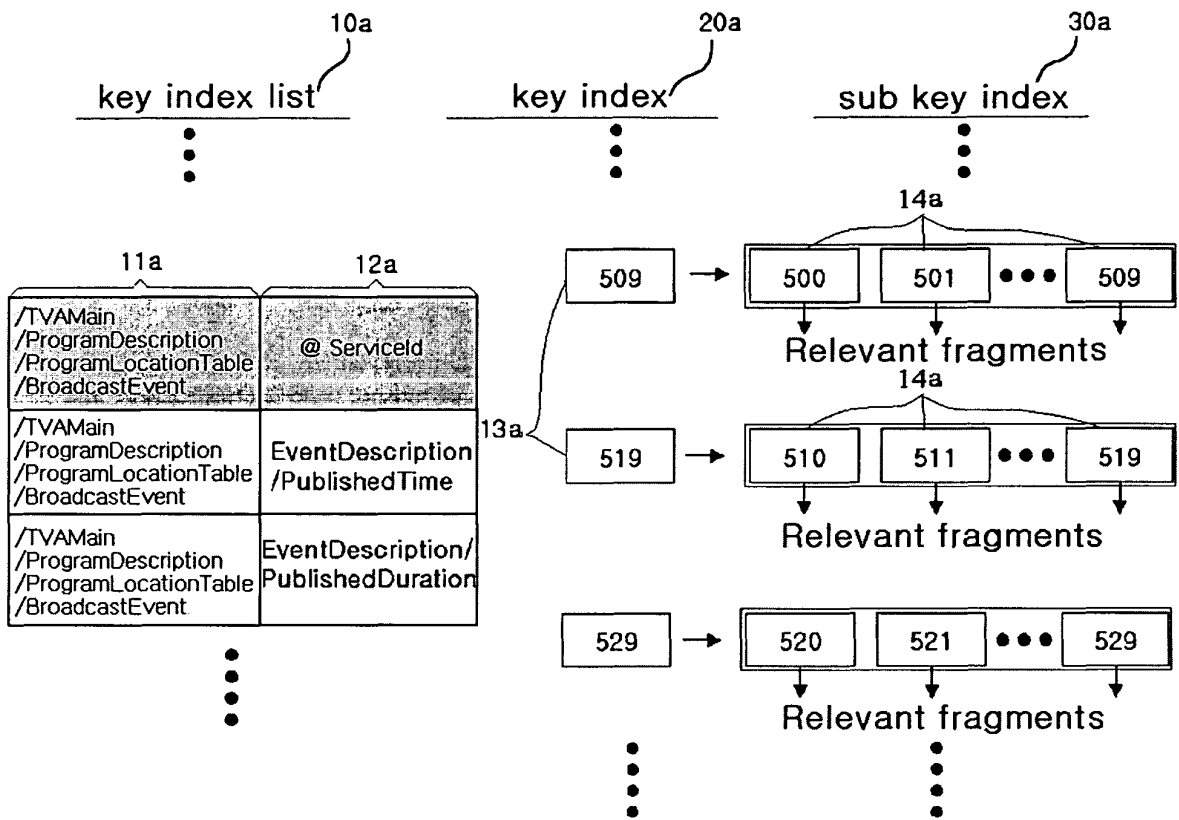 10a
20a
30a
key index list
key index
sub key index
11a
12a
/TVAMain
/ProgramDescription
/ProgramLocationTable
/BroadcastEvent
@ ServiceId
/TVAMain
/ProgramDescription
/ProgramLocationTable
/BroadcastEvent
EventDescription
/PublishedTime
/TVAMain
/ProgramDescription
/ProgramLocationTable
/BroadcastEvent
EventDescription/
PublishedDuration
13a
14a
509
500
501
509
Relevant fragments
14a
519
510
511
519
Relevant fragments
529
520
521
529
Relevant fragments